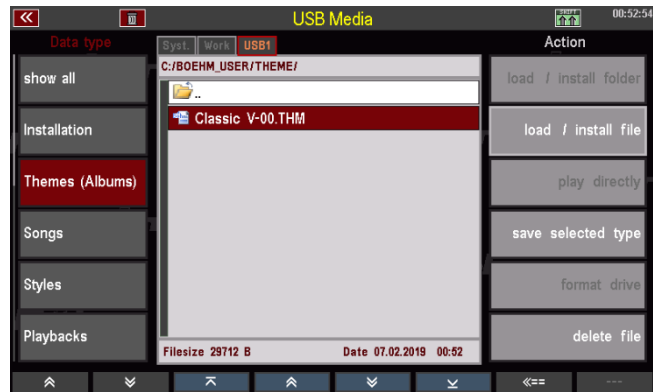 USB Media
SHIFT
00:52:54
Data type
Syst. Work USB1
Action
C:/BOEHM_USER/THEME/
show all
..
load / install folder
Classic V-00.THM
Installation
load / install file
Themes (Albums)
play directly
Songs
save selected type
Styles
format drive
Playbacks
delete file
Filesize 29712 B Date 07.02.2019 00:52
<==
---